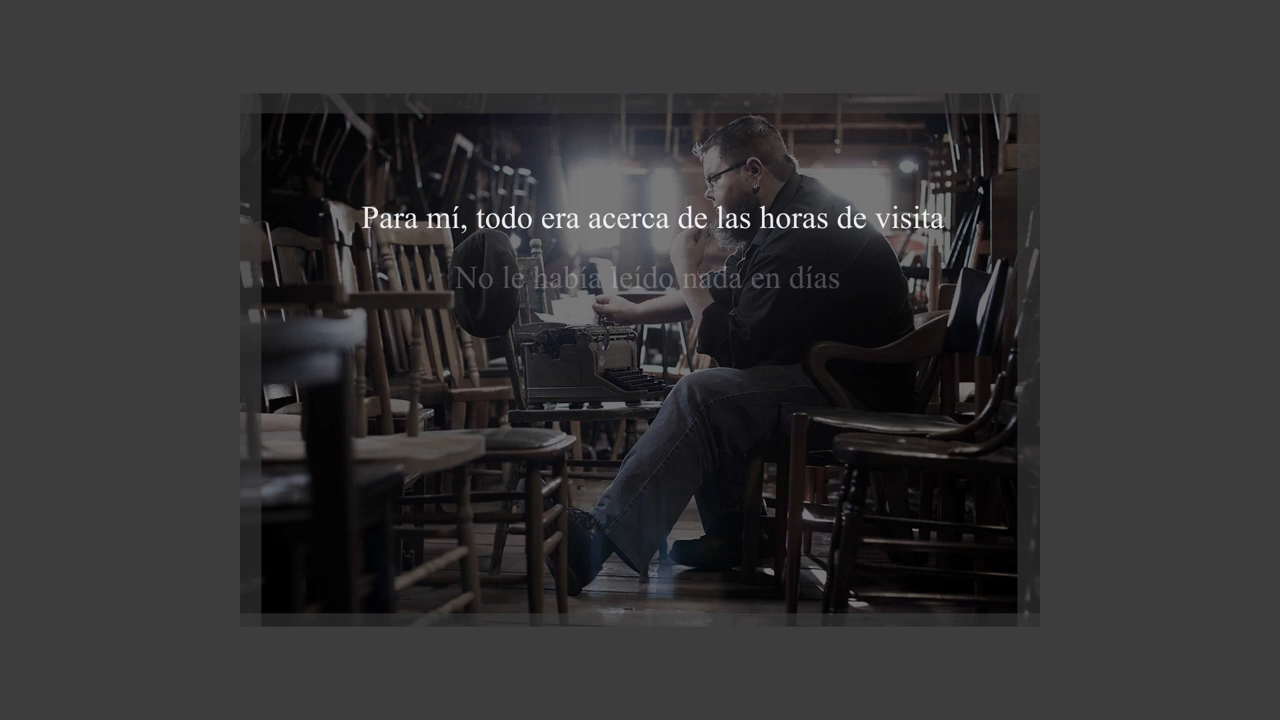 Para mí, todo era acerca de las horas de visita
No le había leído nada en días